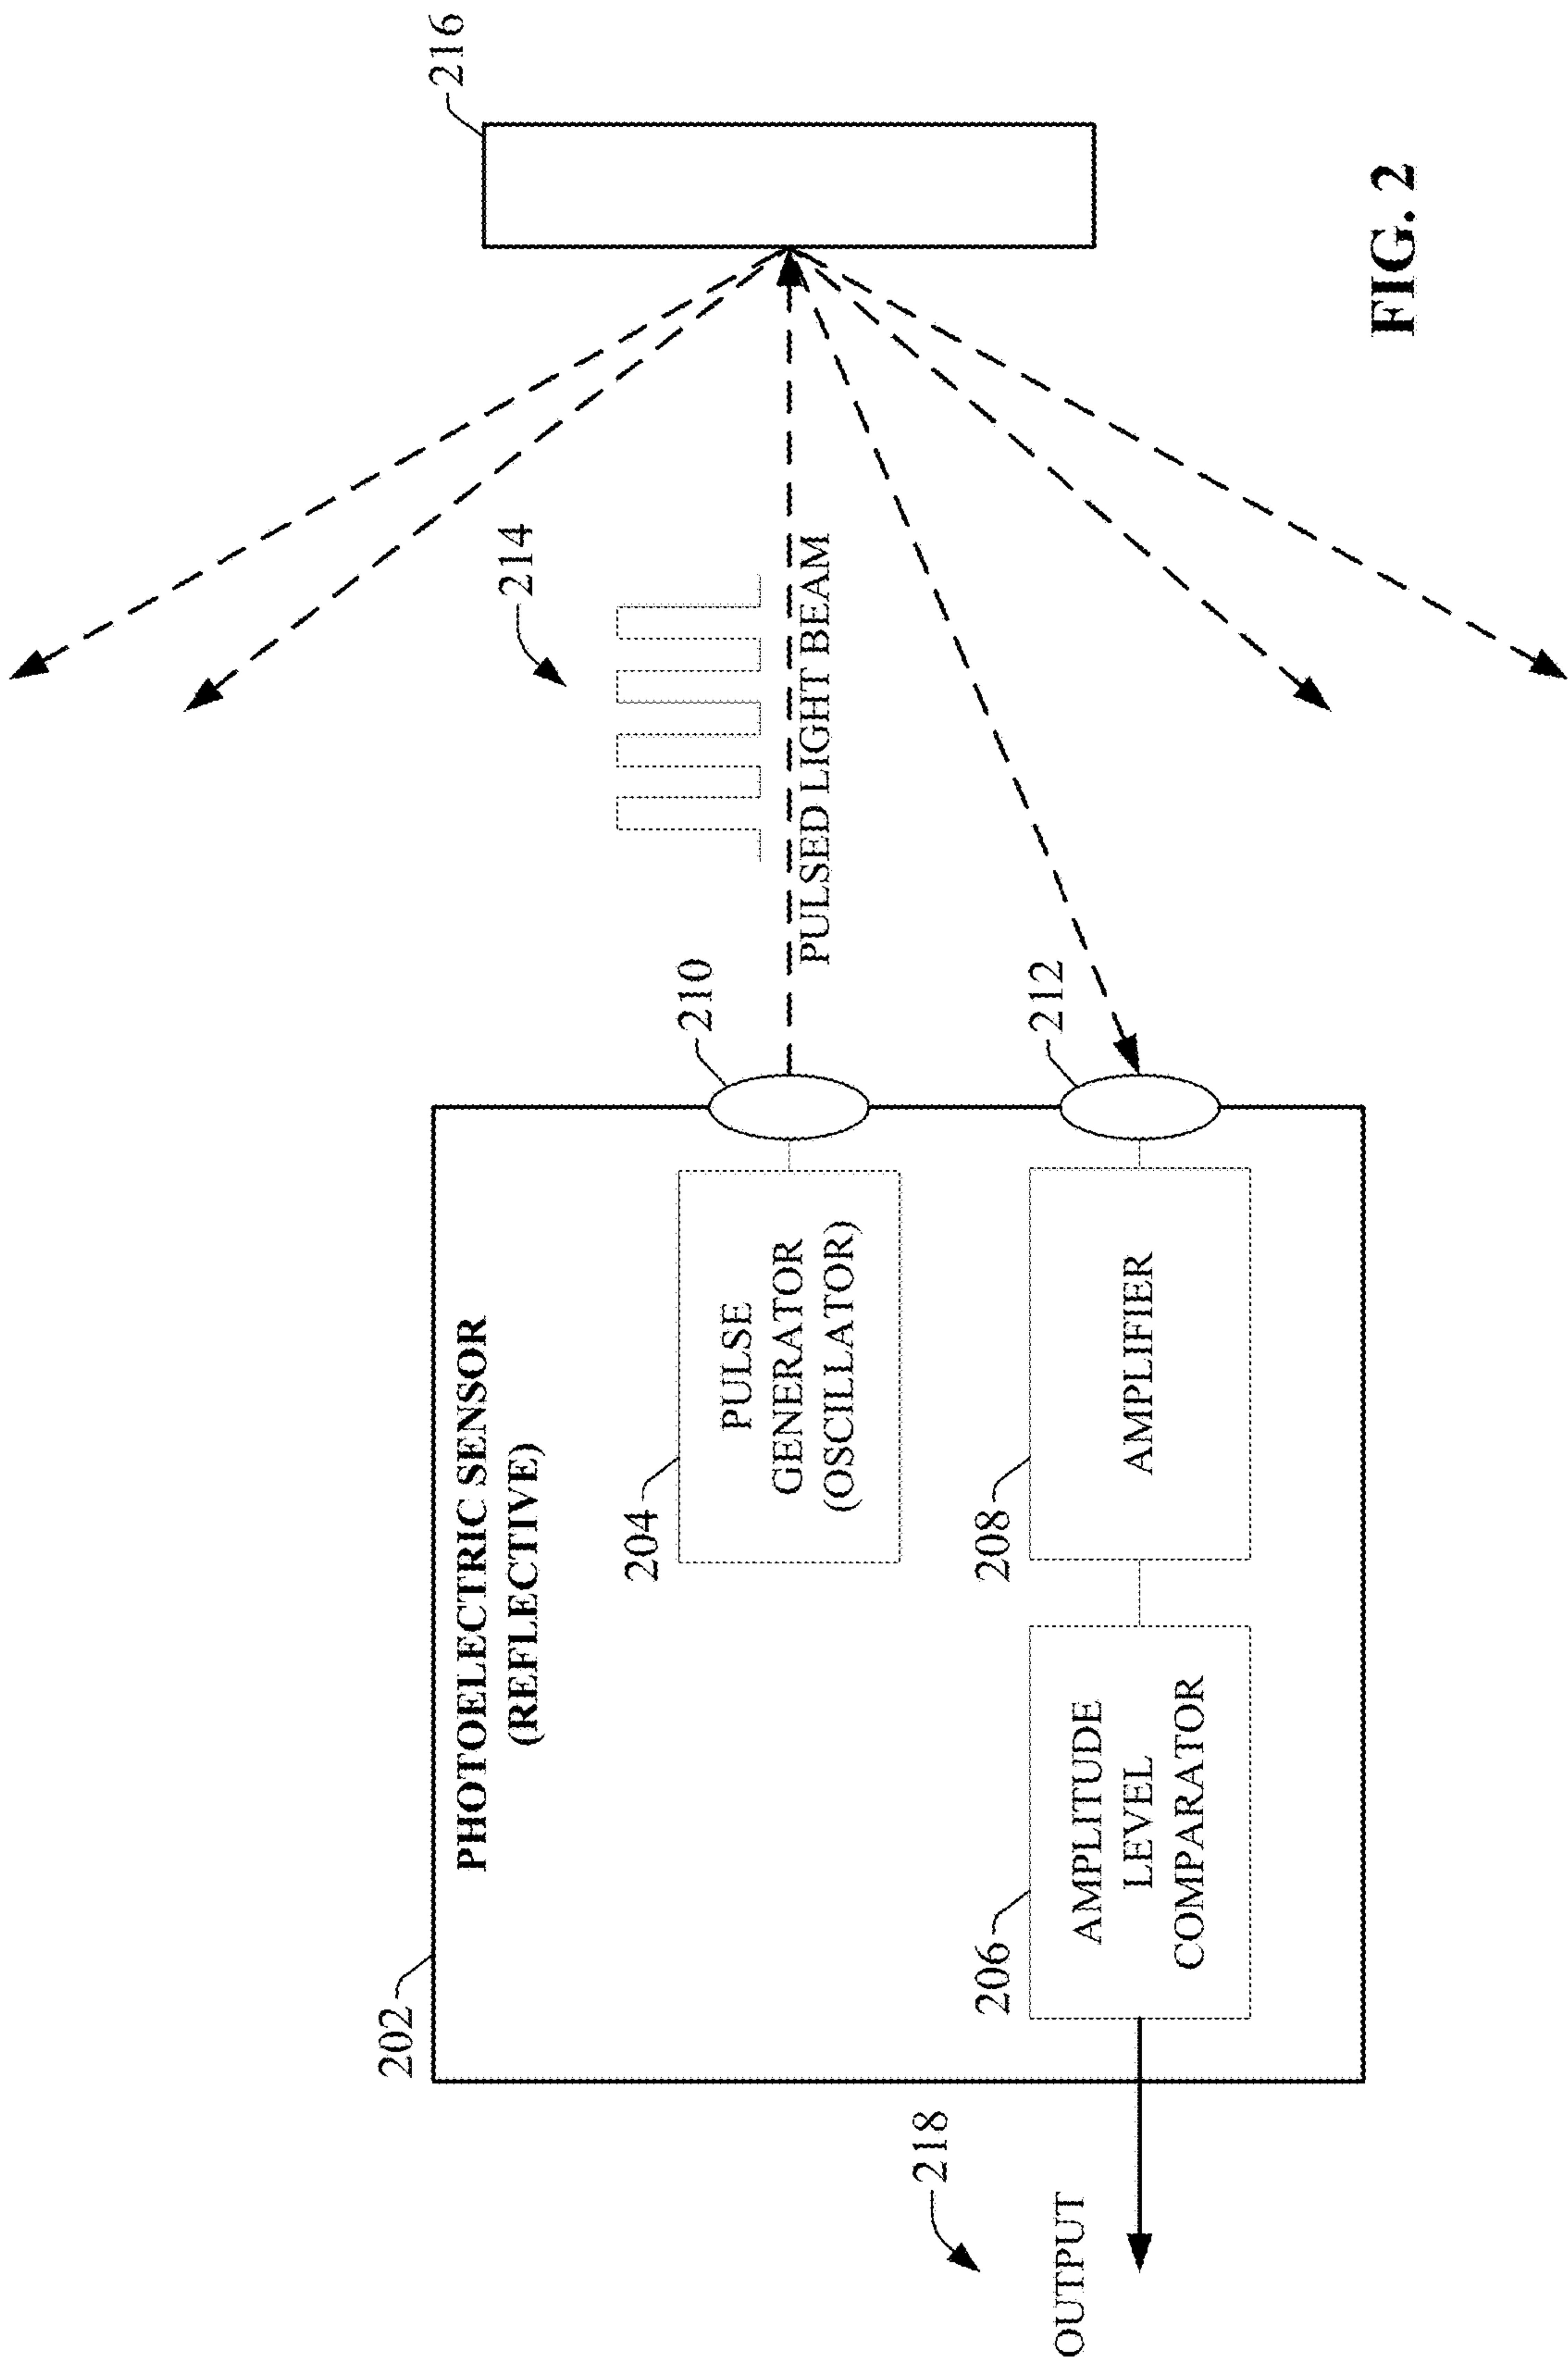 PHOTOELECTRIC SENSOR
(REFLECTIVE)
202
204
PULSE
GENERATOR
(OSCILLATOR)
206
AMPLITUDE
LEVEL
COMPARATOR
208
AMPLIFIER
210
212
214
PULSED LIGHT BEAM
216
218
OUTPUT
FIG. 2